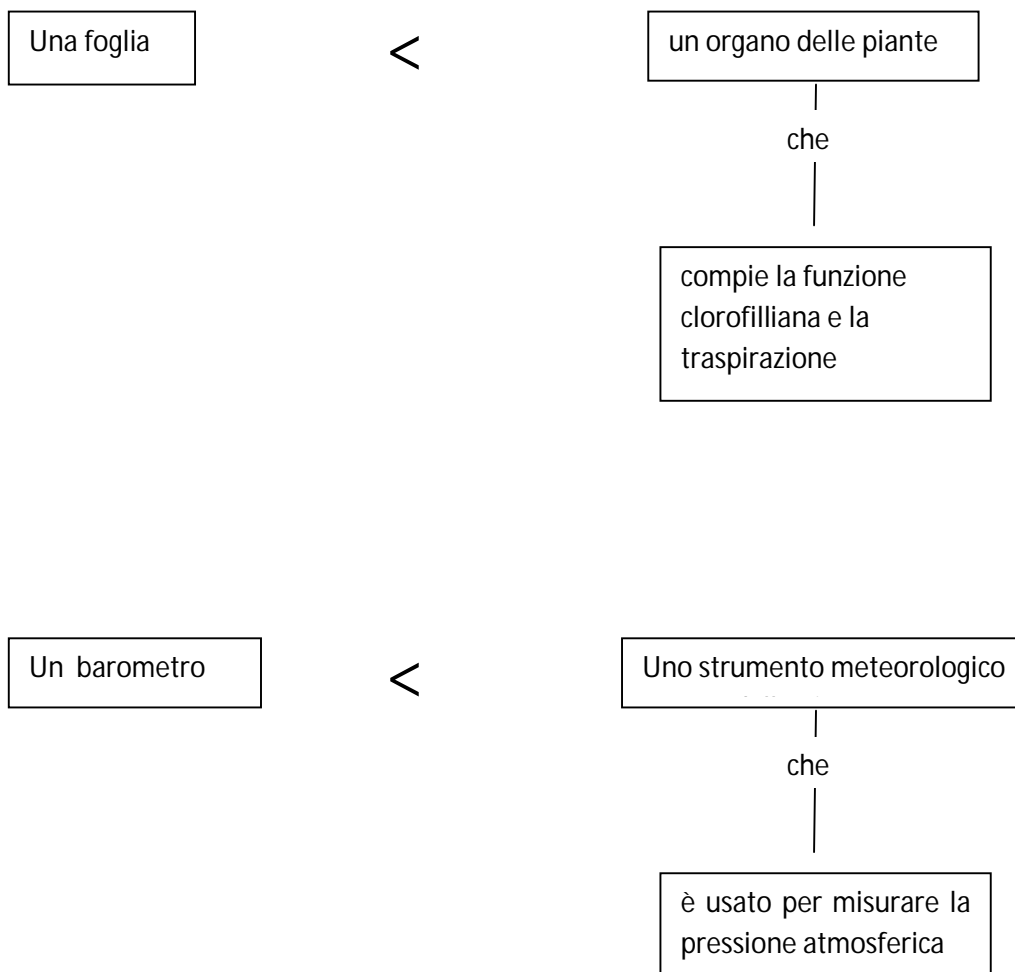 Una foglia < un organo delle piante
che
compie la funzione
clorofilliana e la
traspirazione
Un barometro < Uno strumento meteorologico
che
è usato per misurare la
pressione atmosferica